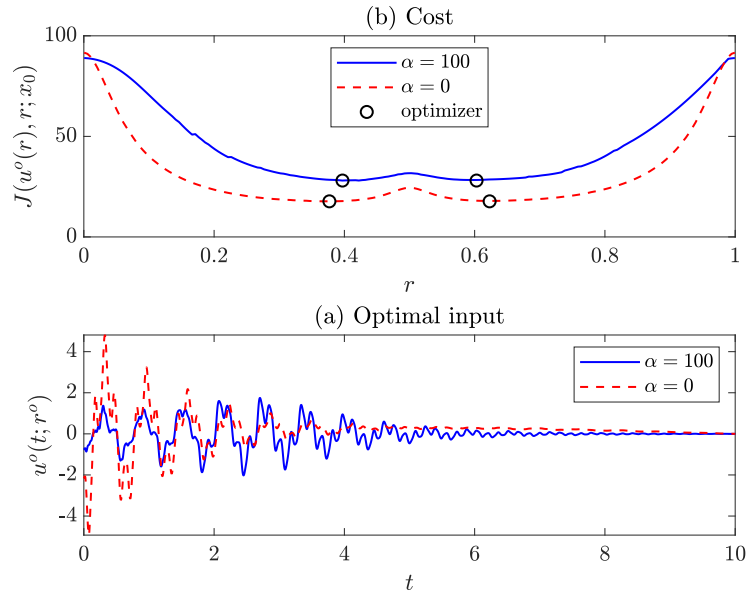 (b) Cost
J(u^o(r), r; x_0)
100
50
0
α = 100
α = 0
optimizer
0 0.2 0.4 0.6 0.8 1
r
(a) Optimal input
u^o(t; r^o)
4
2
0
-2
-4
α = 100
α = 0
0 2 4 6 8 10
t